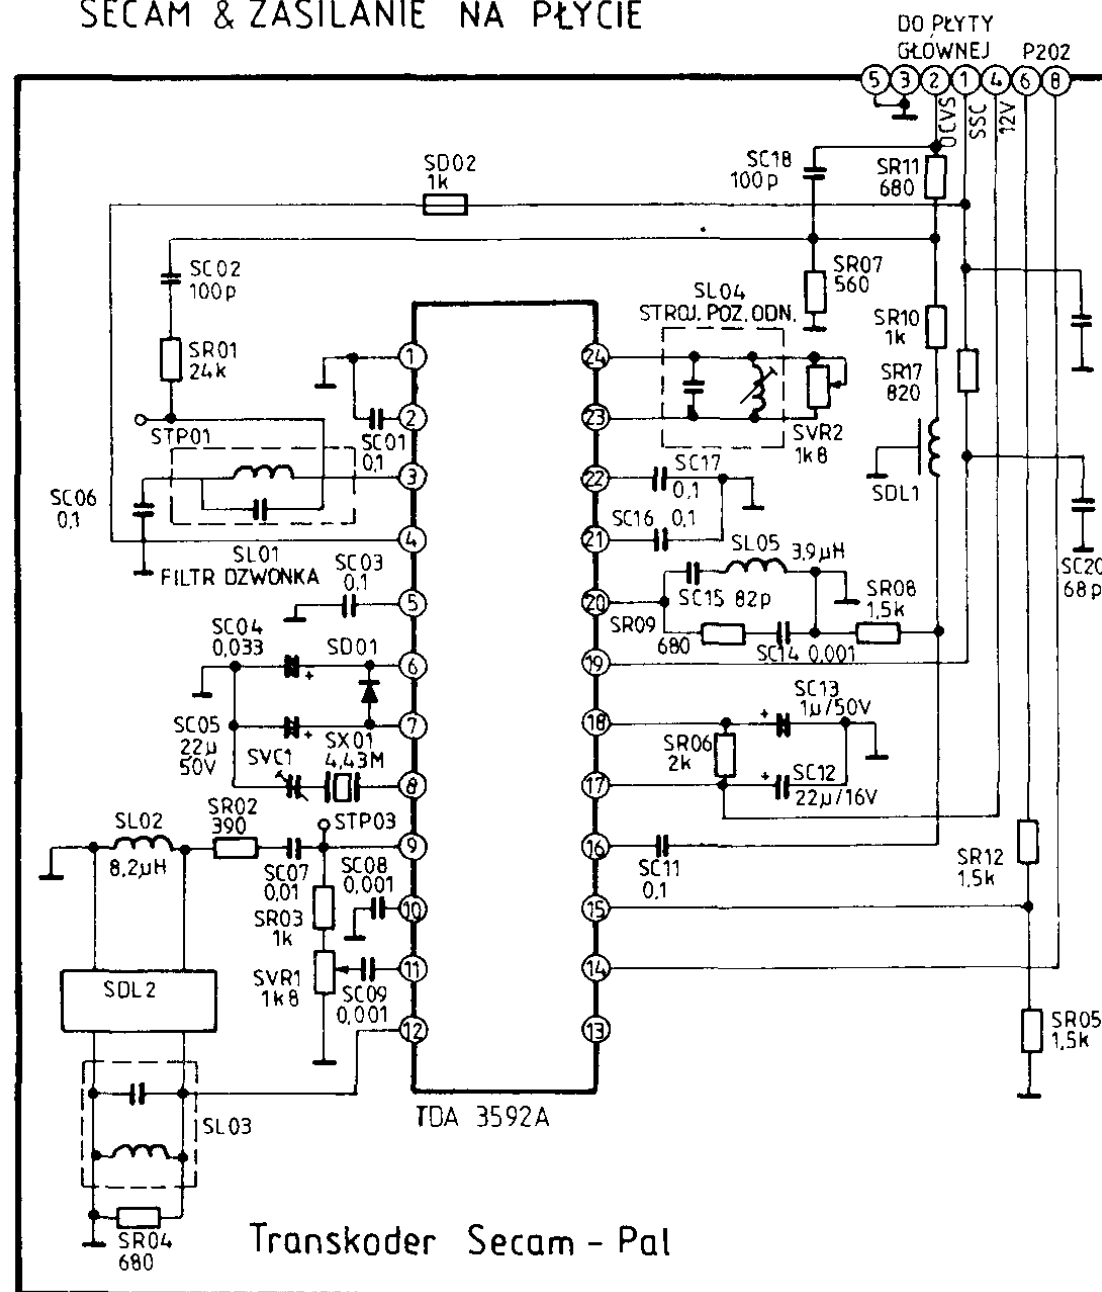 SECAM & ZASILANIE NA PŁYCIE
DO PŁYTY
GŁÓWNEJ P202
5 3 2 1 4 6 8
OCVS
SSC
12V
SD02
1k
SC18
100p
SR11
680
SC02
100p
SR07
560
SL04
STROJ. POZ. ODN.
SR10
1k
SR01
24k
SR17
820
STP01
SC01
0,1
SVR2
1k8
SC17
0,1
SDL1
SC06
0,1
SC16 0,1
SL01
FILTR DZWONKA
SC03
0,1
SL05
3,9µH
SC20
68p
SC15 82p
SR08
1,5k
SR09
680
SC14 0,001
SC04
0,033
SD01
SC05
22µ
50V
SC13
1µ/50V
SVC1
SX01
4,43M
SR06
2k
SC12
22µ/16V
SR02
390
STP03
SL02
8,2µH
SC07
0,01
SC08
0,001
SC11
0,1
SR12
1,5k
SR03
1k
SDL2
SVR1
1k8
SC09
0,001
SR05
1,5k
1
2
3
4
5
6
7
8
9
10
11
12
24
23
22
21
20
19
18
17
16
15
14
13
TDA 3592A
SL03
SR04
680
Transkoder Secam - Pal